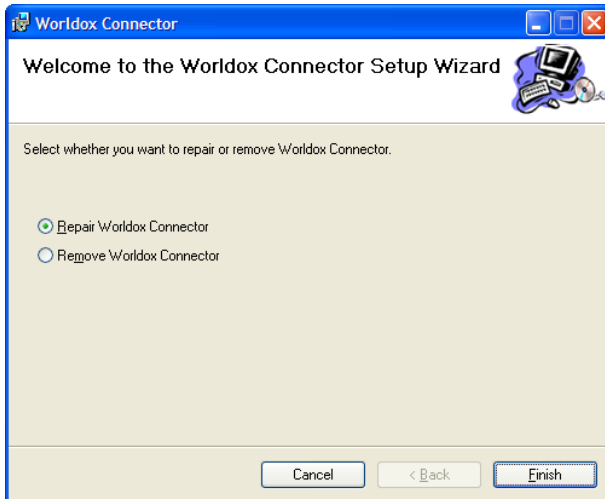 Worldox Connector
Welcome to the Worldox Connector Setup Wizard
Select whether you want to repair or remove Worldox Connector.
Repair Worldox Connector
Remove Worldox Connector
Cancel
< Back
Finish